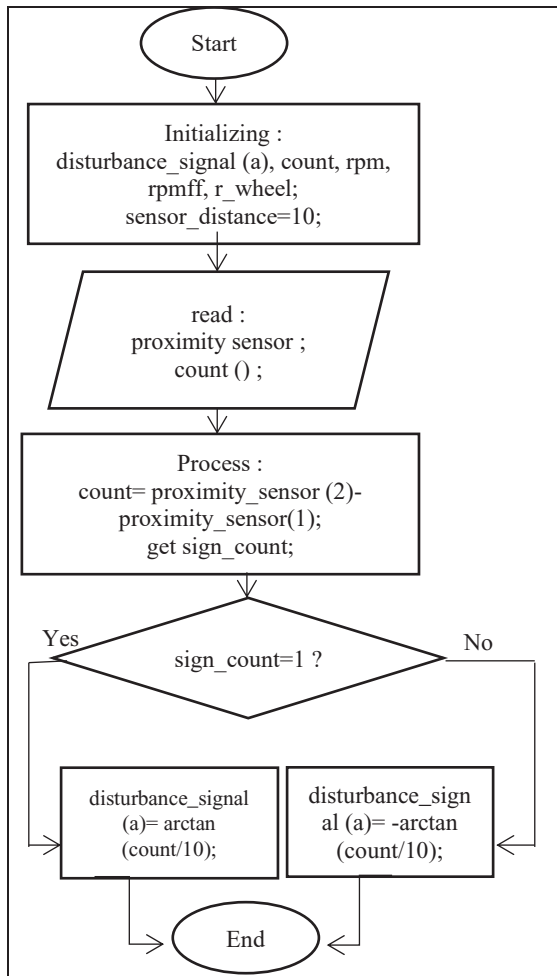 Start
Initializing :
disturbance_signal (a), count, rpm,
rpmff, r_wheel;
sensor_distance=10;
read :
proximity sensor ;
count () ;
Process :
count= proximity_sensor (2)-
proximity_sensor(1);
get sign_count;
Yes
sign_count=1 ?
No
disturbance_signal
(a)= arctan
(count/10);
disturbance_sign
al (a)= -arctan
(count/10);
End